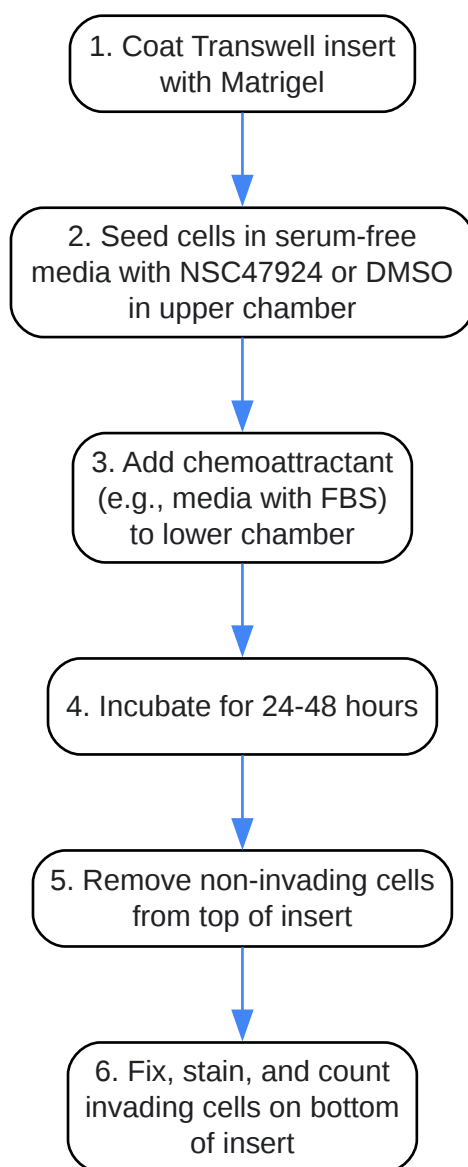 1. Coat Transwell insert
with Matrigel
2. Seed cells in serum-free
media with NSC47924 or DMSO
in upper chamber
3. Add chemoattractant
(e.g., media with FBS)
to lower chamber
4. Incubate for 24-48 hours
5. Remove non-invading cells
from top of insert
6. Fix, stain, and count
invading cells on bottom
of insert